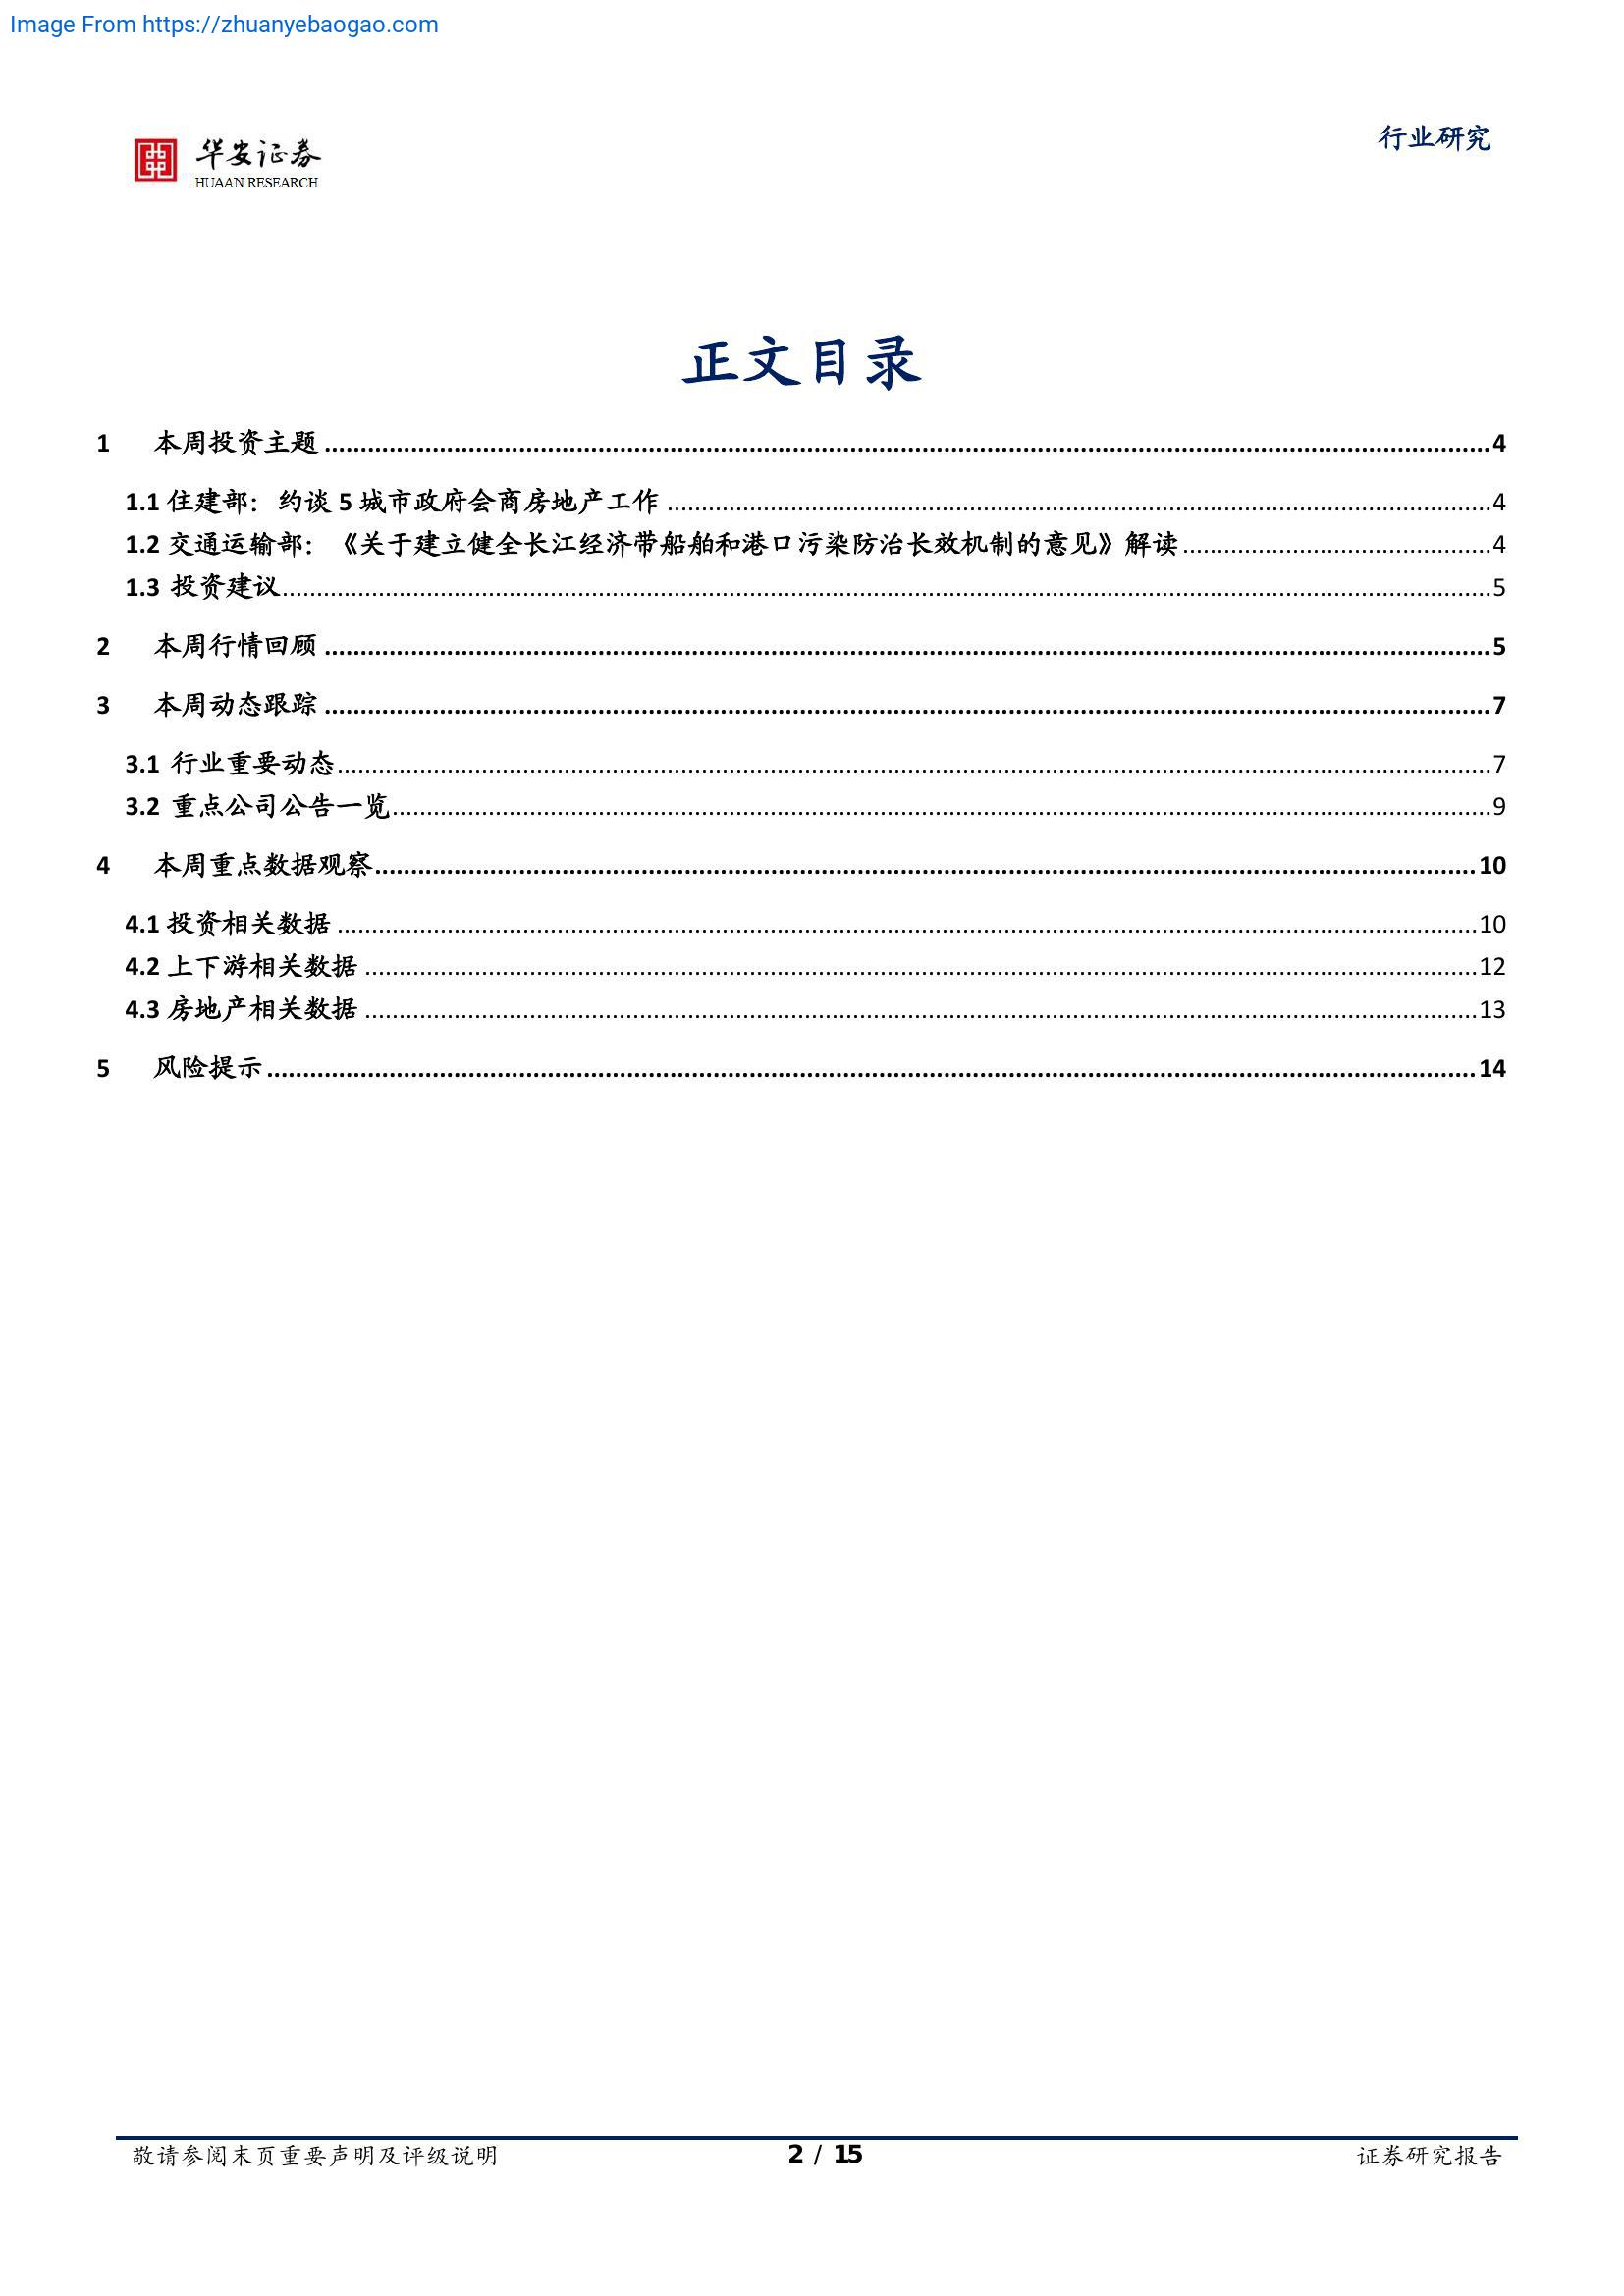 Image From https://zhuanyebaogao.com
华安证券
HUAAN RESEARCH
行业研究
正文目录
1 本周投资主题 4
1.1 住建部：约谈 5 城市政府会商房地产工作 4
1.2 交通运输部：《关于建立健全长江经济带船舶和港口污染防治长效机制的意见》解读 4
1.3 投资建议 5
2 本周行情回顾 5
3 本周动态跟踪 7
3.1 行业重要动态 7
3.2 重点公司公告一览 9
4 本周重点数据观察 10
4.1 投资相关数据 10
4.2 上下游相关数据 12
4.3 房地产相关数据 13
5 风险提示 14
敬请参阅末页重要声明及评级说明
2 / 15
证券研究报告